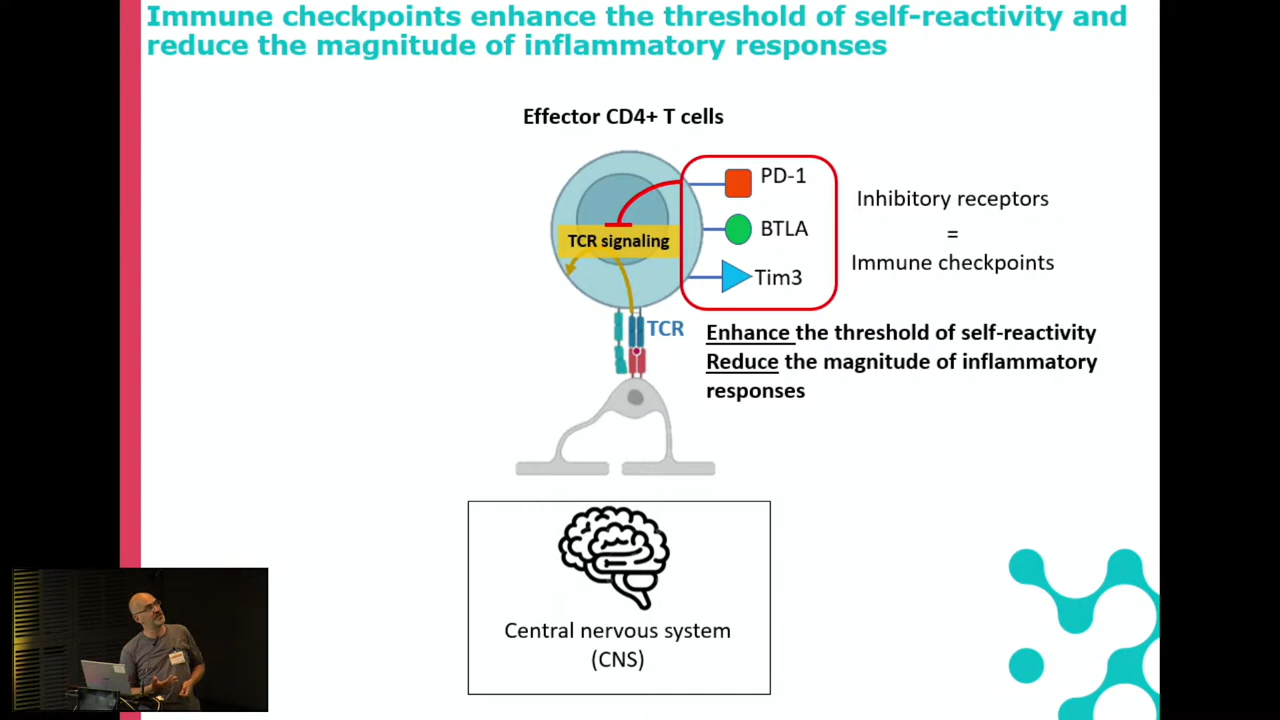 Immune checkpoints enhance the threshold of self-reactivity and
reduce the magnitude of inflammatory responses
Effector CD4+ T cells
PD-1
BTLA
Tim3
TCR signaling
TCR
Inhibitory receptors
=
Immune checkpoints
Enhance the threshold of self-reactivity
Reduce the magnitude of inflammatory
responses
Central nervous system
(CNS)